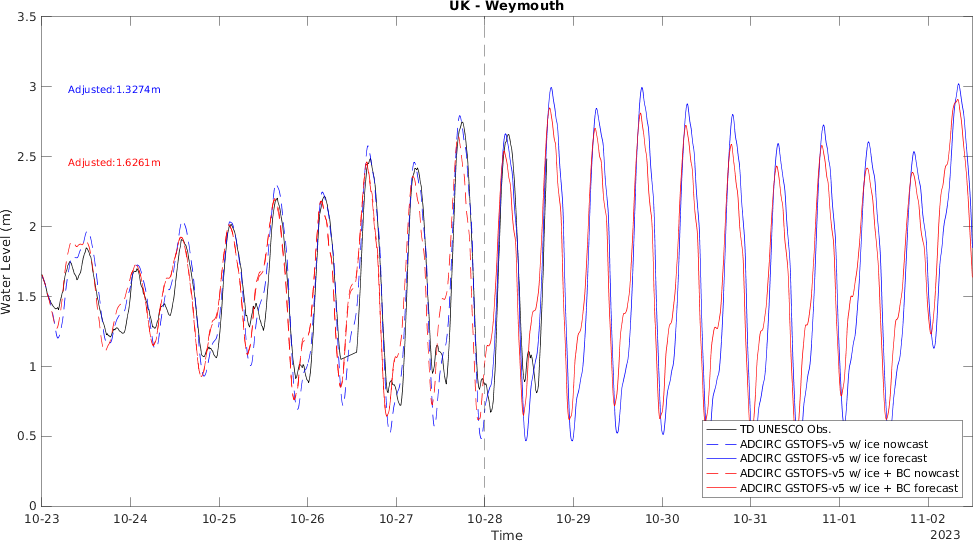 UK - Weymouth
3.5
3
2.5
2
1.5
1
0.5
0
Water Level (m)
Adjusted:1.3274m
Adjusted:1.6261m
TD UNESCO Obs.
ADCIRC GSTOFS-v5 w/ ice nowcast
ADCIRC GSTOFS-v5 w/ ice forecast
ADCIRC GSTOFS-v5 w/ ice + BC nowcast
ADCIRC GSTOFS-v5 w/ ice + BC forecast
10-23 10-24 10-25 10-26 10-27 10-28 10-29 10-30 10-31 11-01 11-02
Time
2023